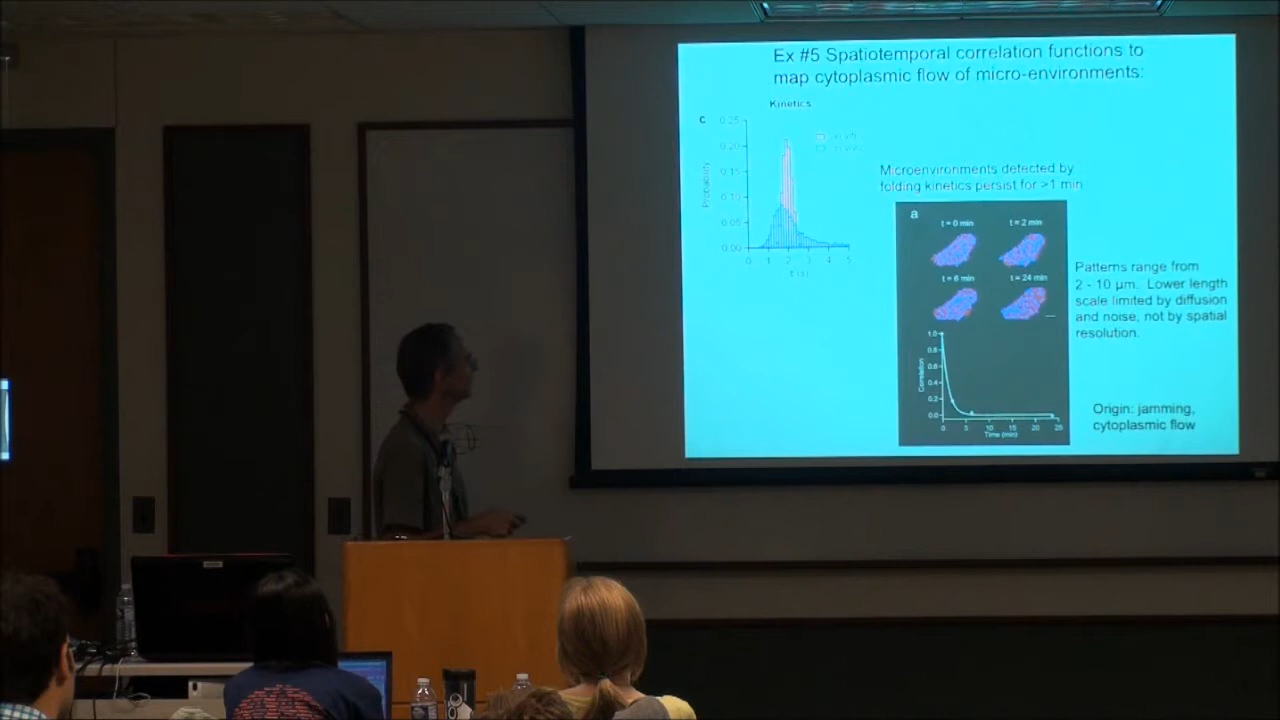 Ex #5 Spatiotemporal correlation functions to
map cytoplasmic flow of micro-environments:
Kinetics
c
0.25
0.20
0.15
0.10
0.05
0.00
Probability
0 1 2 3 4 5
t (s)
Microenvironments detected by
folding kinetics persist for >1 min
a
t = 0 min
t = 2 min
t = 6 min
t = 24 min
Patterns range from
2 - 10 µm. Lower length
scale limited by diffusion
and noise, not by spatial
resolution.
1.0
0.8
0.6
0.4
0.2
0.0
Correlation
0 5 10 15 20 25
Time (min)
Origin: jamming,
cytoplasmic flow